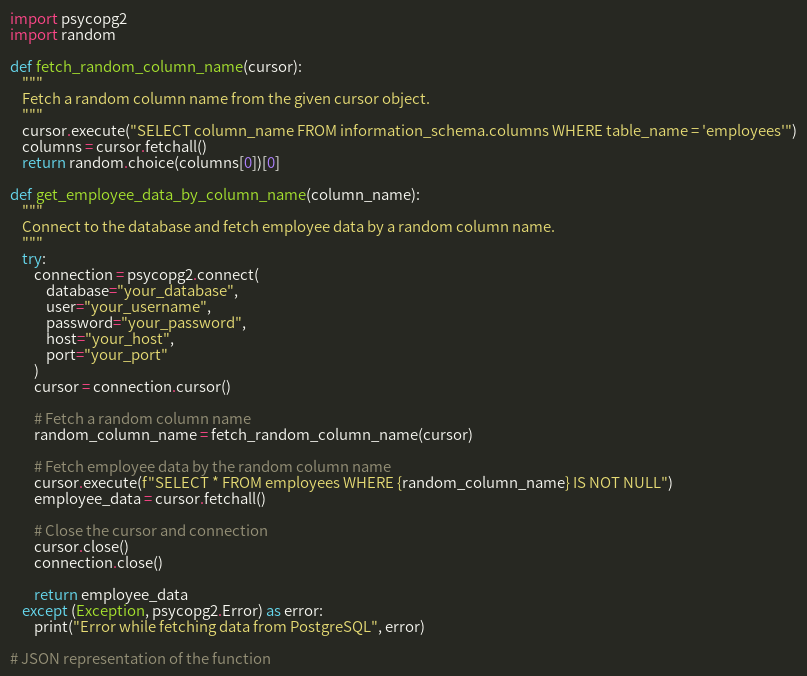 import psycopg2
import random

def fetch_random_column_name(cursor):
    """
    Fetch a random column name from the given cursor object.
    """
    cursor.execute("SELECT column_name FROM information_schema.columns WHERE table_name = 'employees'")
    columns = cursor.fetchall()
    return random.choice(columns[0])[0]

def get_employee_data_by_column_name(column_name):
    """
    Connect to the database and fetch employee data by a random column name.
    """
    try:
        connection = psycopg2.connect(
            database="your_database",
            user="your_username",
            password="your_password",
            host="your_host",
            port="your_port"
        )
        cursor = connection.cursor()

        # Fetch a random column name
        random_column_name = fetch_random_column_name(cursor)

        # Fetch employee data by the random column name
        cursor.execute(f"SELECT * FROM employees WHERE {random_column_name} IS NOT NULL")
        employee_data = cursor.fetchall()

        # Close the cursor and connection
        cursor.close()
        connection.close()

        return employee_data
    except (Exception, psycopg2.Error) as error:
        print("Error while fetching data from PostgreSQL", error)

# JSON representation of the function